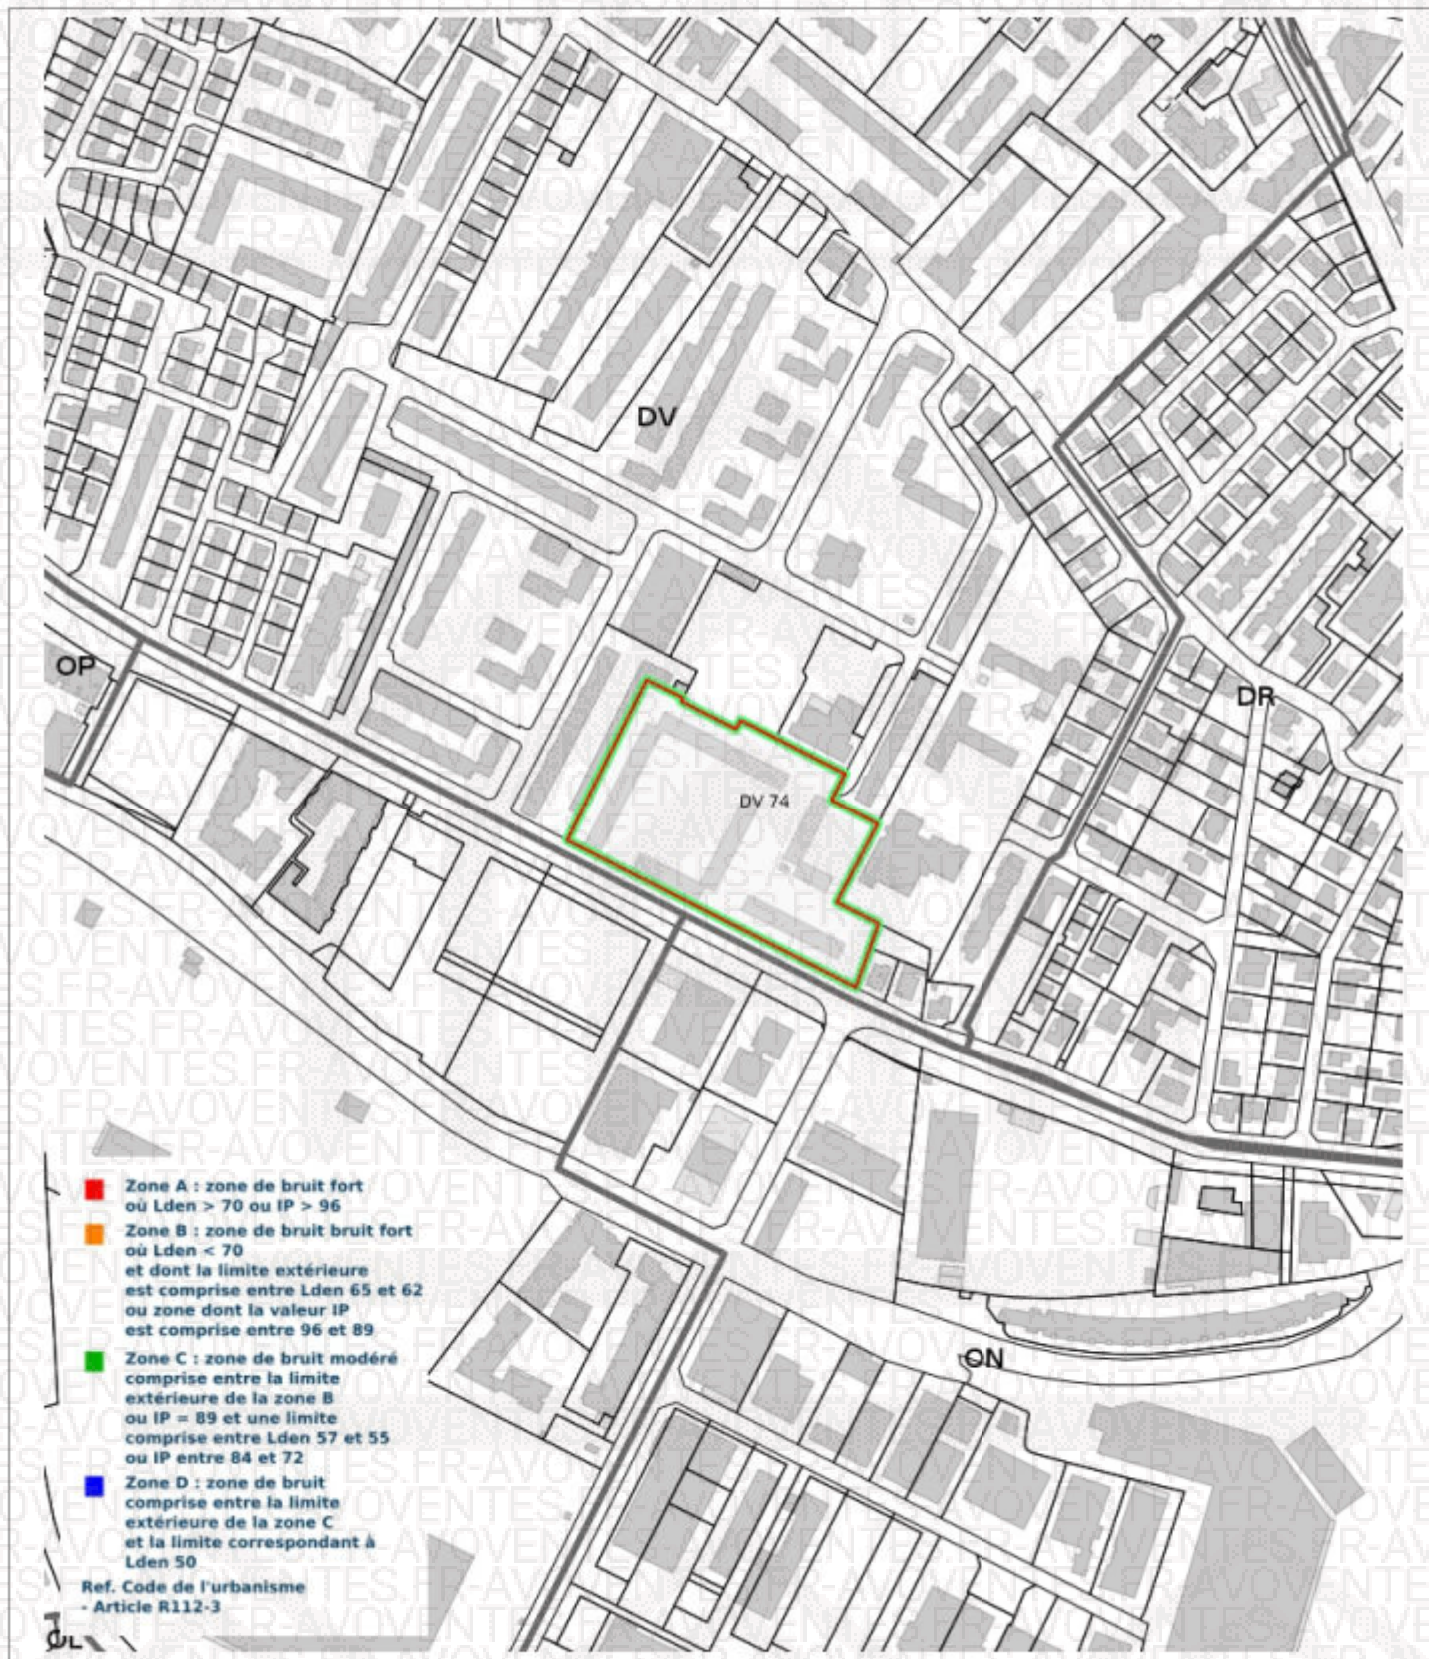 DV
OP
DR
DV 74
Zone A : zone de bruit fort
où Lden > 70 ou IP > 96
Zone B : zone de bruit bruit fort
où Lden < 70
et dont la limite extérieure
est comprise entre Lden 65 et 62
ou zone dont la valeur IP
est comprise entre 96 et 89
ON
Zone C : zone de bruit modéré
comprise entre la limite
extérieure de la zone B
ou IP = 89 et une limite
comprise entre Lden 57 et 55
ou IP entre 84 et 72
Zone D : zone de bruit
comprise entre la limite
extérieure de la zone C
et la limite correspondant à
Lden 50
Ref. Code de l'urbanisme
- Article R112-3